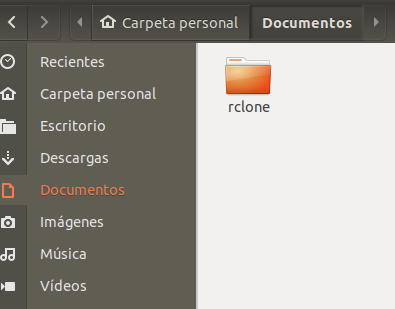 Carpeta personal Documentos
Recientes
Carpeta personal
Escritorio
Descargas
Documentos
Imágenes
Música
Vídeos
rclone